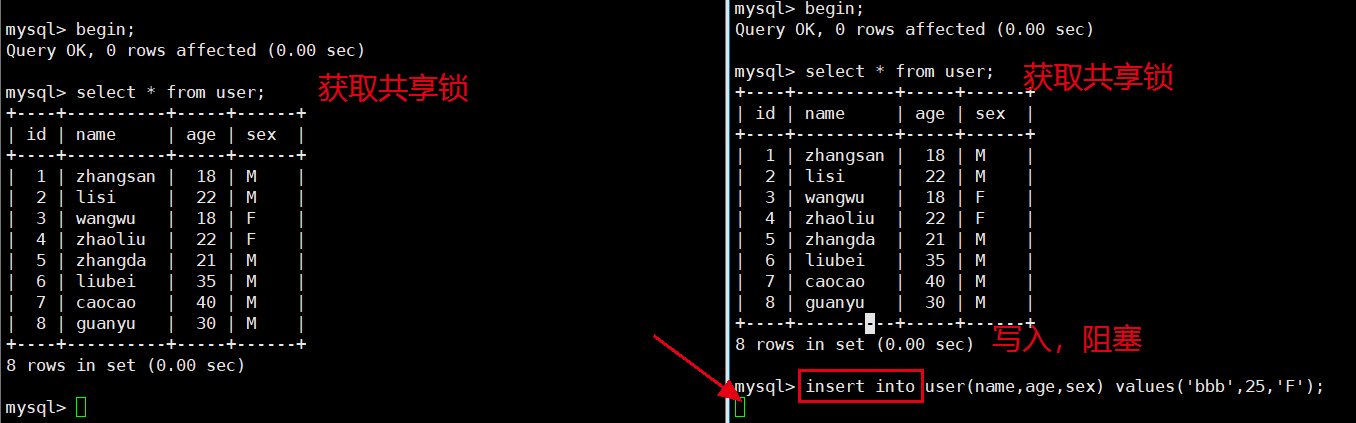 mysql> begin;
Query OK, 0 rows affected (0.00 sec)
mysql> select * from user;
获取共享锁
+----+----------+-----+------+
| id | name     | age | sex  |
+----+----------+-----+------+
|  1 | zhangsan |  18 | M    |
|  2 | lisi     |  22 | M    |
|  3 | wangwu   |  18 | F    |
|  4 | zhaoliu  |  22 | F    |
|  5 | zhangda  |  21 | M    |
|  6 | liubei   |  35 | M    |
|  7 | caocao   |  40 | M    |
|  8 | guanyu   |  30 | M    |
+----+----------+-----+------+
8 rows in set (0.00 sec)
mysql>
mysql> begin;
Query OK, 0 rows affected (0.00 sec)
mysql> select * from user;
获取共享锁
+----+----------+-----+------+
| id | name     | age | sex  |
+----+----------+-----+------+
|  1 | zhangsan |  18 | M    |
|  2 | lisi     |  22 | M    |
|  3 | wangwu   |  18 | F    |
|  4 | zhaoliu  |  22 | F    |
|  5 | zhangda  |  21 | M    |
|  6 | liubei   |  35 | M    |
|  7 | caocao   |  40 | M    |
|  8 | guanyu   |  30 | M    |
+----+----------+-----+------+
8 rows in set (0.00 sec)
写入，阻塞
mysql> insert into user(name,age,sex) values('bbb',25,'F');